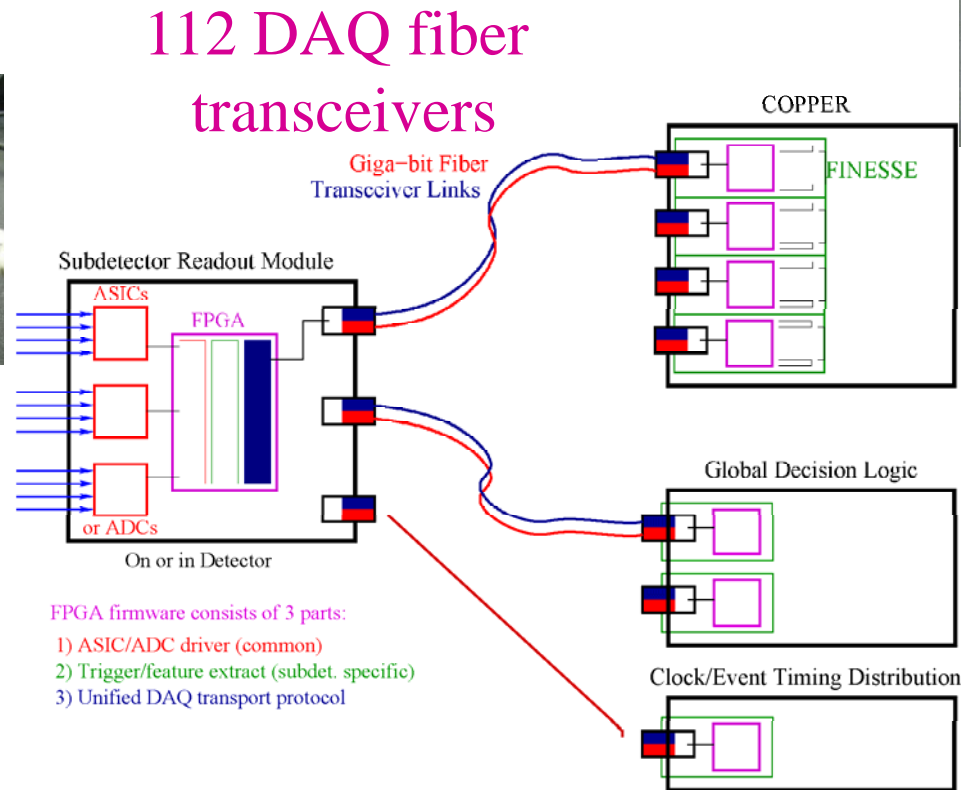 112 DAQ fiber
transceivers
COPPER
Giga-bit Fiber
Transceiver Links
FINESSE
Subdetector Readout Module
ASICs
FPGA
or ADCs
On or in Detector
Global Decision Logic
FPGA firmware consists of 3 parts:
1) ASIC/ADC driver (common)
2) Trigger/feature extract (subdet. specific)
3) Unified DAQ transport protocol
Clock/Event Timing Distribution